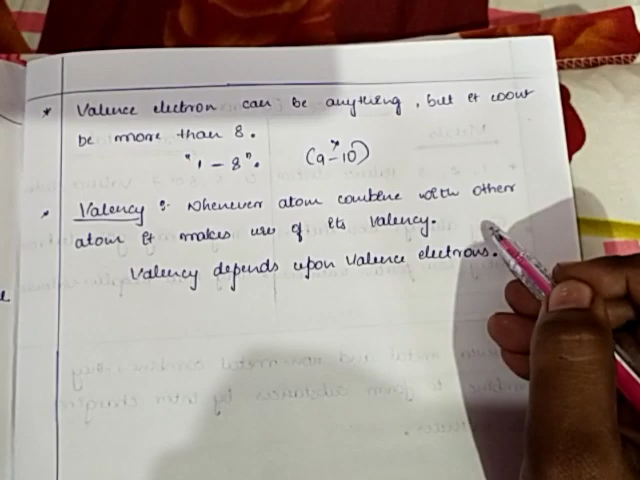 * Valence electron can be anything, but it won't
be more than 8.
"1 - 8". (9-10)
* Valency :- Whenever atom combine with other
atom it makes use of its valency.
Valency depends upon valence electrons.